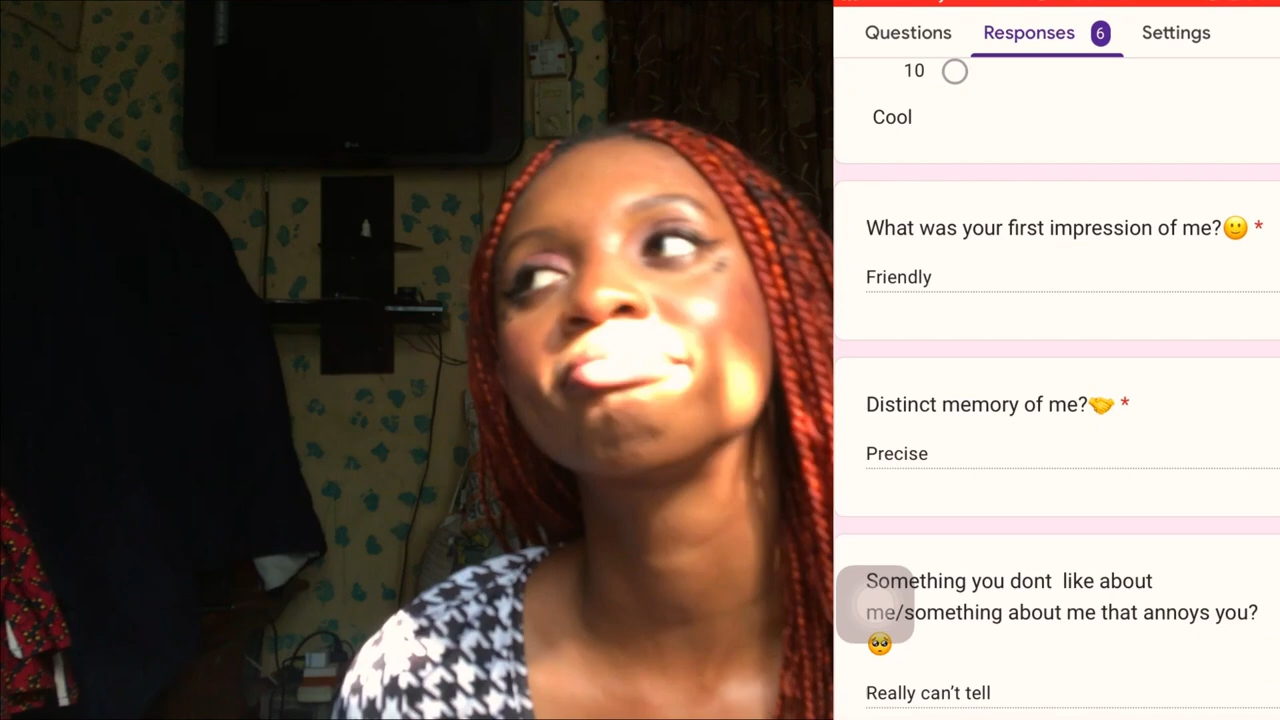 Questions Responses 6 Settings
10
Cool
What was your first impression of me?🙂 *
Friendly
Distinct memory of me?🤝 *
Precise
Something you dont like about
me/something about me that annoys you?
🥺
Really can't tell
LG